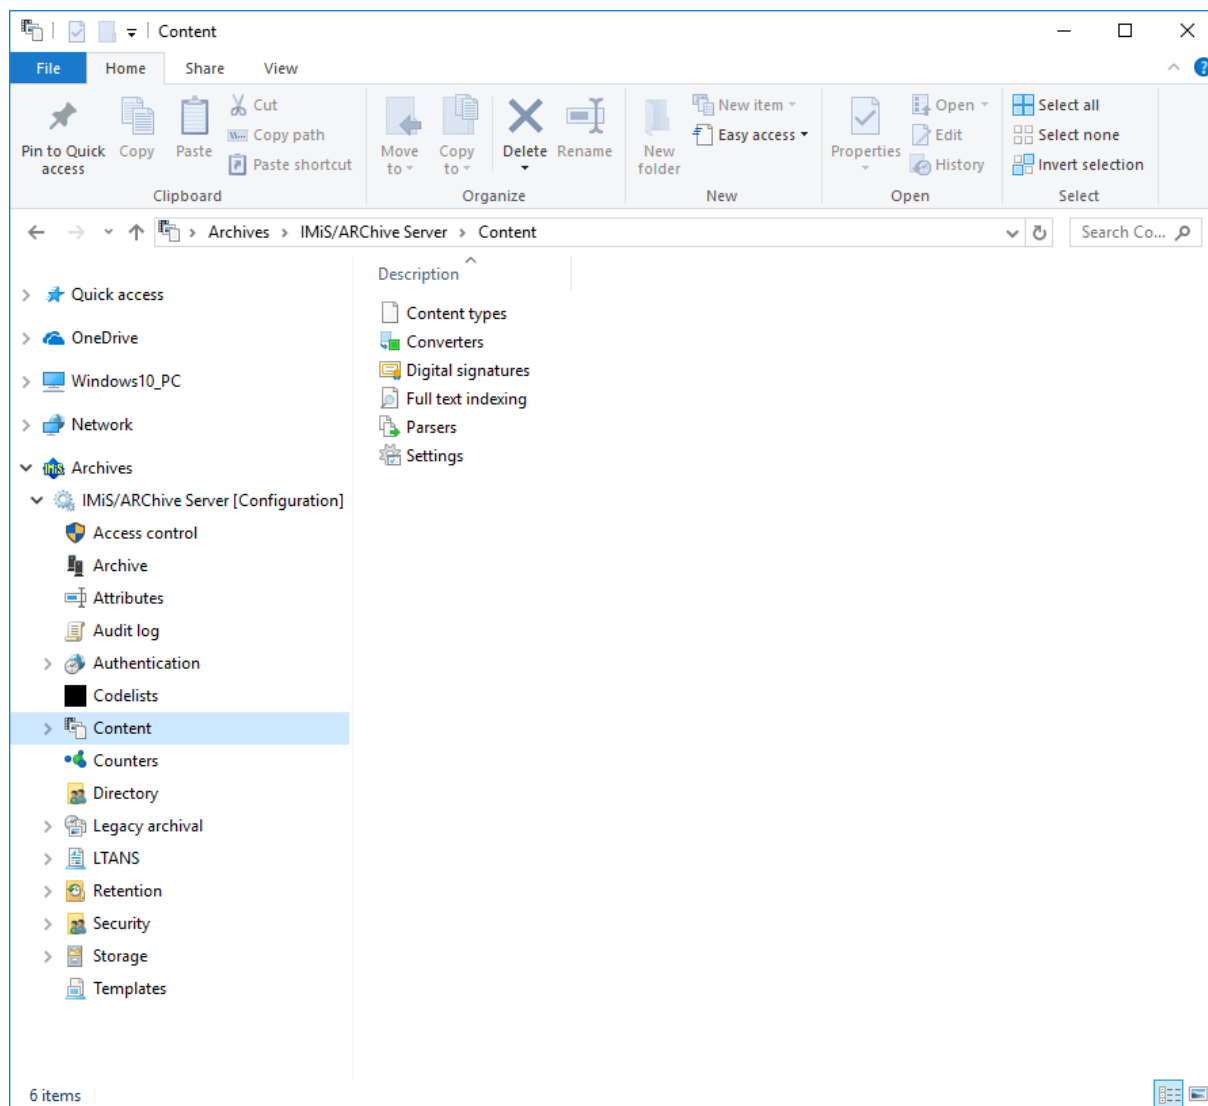 Content
File Home Share View
Pin to Quick access Copy Paste Cut Copy path Paste shortcut
Move to Copy to Delete Rename
New folder New item Easy access
Properties Open Edit History
Select all Select none Invert selection
Clipboard Organize New Open Select
Archives > IMiS/ARChive Server > Content Search Co...
Description
Quick access
OneDrive
Windows10_PC
Network
Archives
IMiS/ARChive Server [Configuration]
Access control
Archive
Attributes
Audit log
Authentication
Codelists
Content
Counters
Directory
Legacy archival
LTANS
Retention
Security
Storage
Templates
Content types
Converters
Digital signatures
Full text indexing
Parsers
Settings
6 items